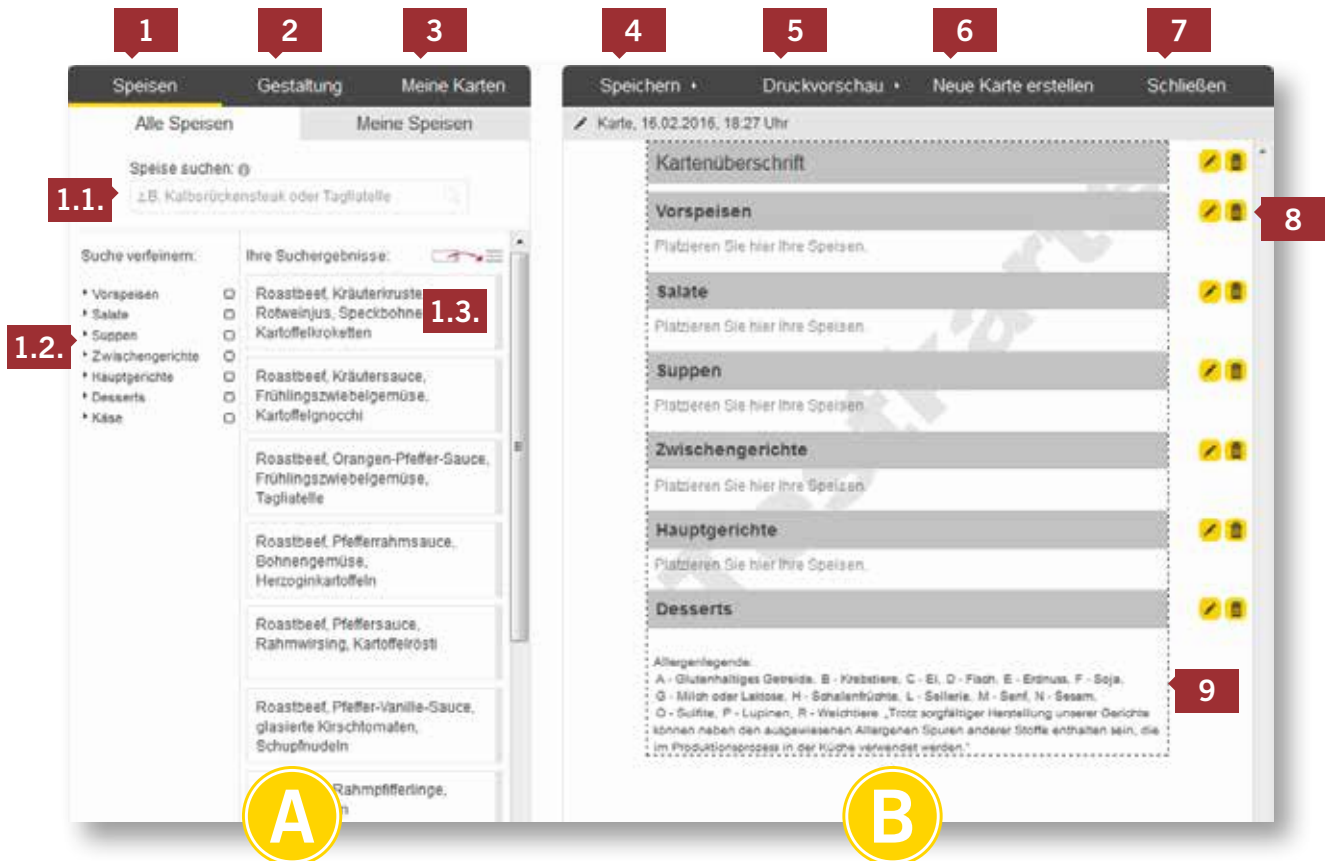 1 2 3 4 5 6 7
Speisen Gestaltung Meine Karten
Speichern Druckvorschau Neue Karte erstellen Schließen
Alle Speisen Meine Speisen
Karte, 16.02.2016, 18:27 Uhr
Speise suchen:
1.1.
z.B. Kalbsrückensteak oder Tagliatelle
Suche verfeinern:
1.2.
Vorspeisen
Salate
Suppen
Zwischengerichte
Hauptgerichte
Desserts
Käse
Ihre Suchergebnisse:
1.3.
Roastbeef, Kräuterkruste
Rotweinjus, Speckbohne
Kartoffelkroketten
Roastbeef, Kräutersauce,
Frühlingszwiebelgemüse,
Kartoffelgnocchi
Roastbeef, Orangen-Pfeffer-Sauce,
Frühlingszwiebelgemüse,
Tagliatelle
Roastbeef, Pfefferrahmsauce,
Bohnengemüse,
Herzoginkartoffeln
Roastbeef, Pfeffersauce,
Rahmwirsing, Kartoffelrösti
Roastbeef, Pfeffer-Vanille-Sauce,
glasierte Kirschtomaten,
Schupfnudeln
Rahmpfifferlinge,
n
A
Kartenüberschrift
Vorspeisen
8
Platzieren Sie hier Ihre Speisen.
Salate
Platzieren Sie hier Ihre Speisen.
Suppen
Platzieren Sie hier Ihre Speisen.
Zwischengerichte
Platzieren Sie hier Ihre Speisen.
Hauptgerichte
Platzieren Sie hier Ihre Speisen.
Desserts
Testkarte
Allergenlegende:
A - Glutenhaltiges Getreide, B - Krebstiere, C - Ei, D - Fisch, E - Erdnuss, F - Soja,
G - Milch oder Laktose, H - Schalenfrüchte, L - Sellerie, M - Senf, N - Sesam,
O - Sulfite, P - Lupinen, R - Weichtiere „Trotz sorgfältiger Herstellung unserer Gerichte
können neben den ausgewiesenen Allergenen Spuren anderer Stoffe enthalten sein, die
im Produktionsprozess in der Küche verwendet werden."
9
B